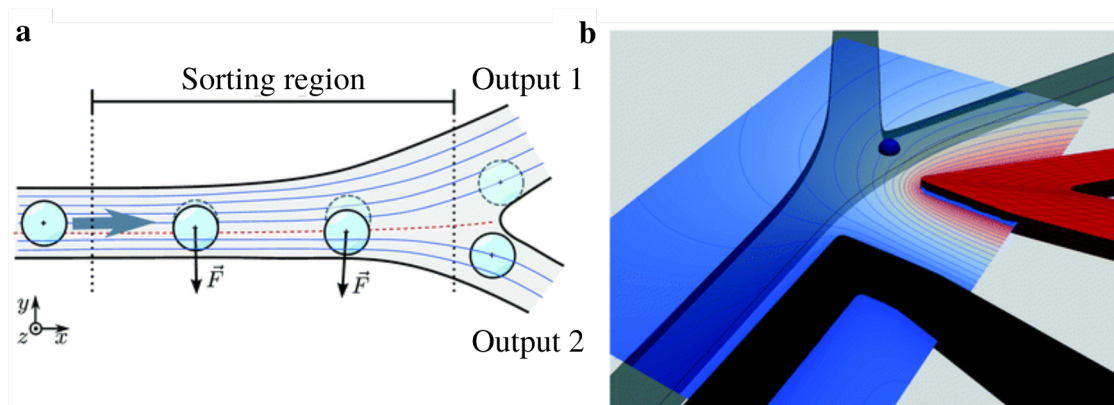 a
Sorting region
Output 1
F⃗
F⃗
y
z
x
Output 2
b